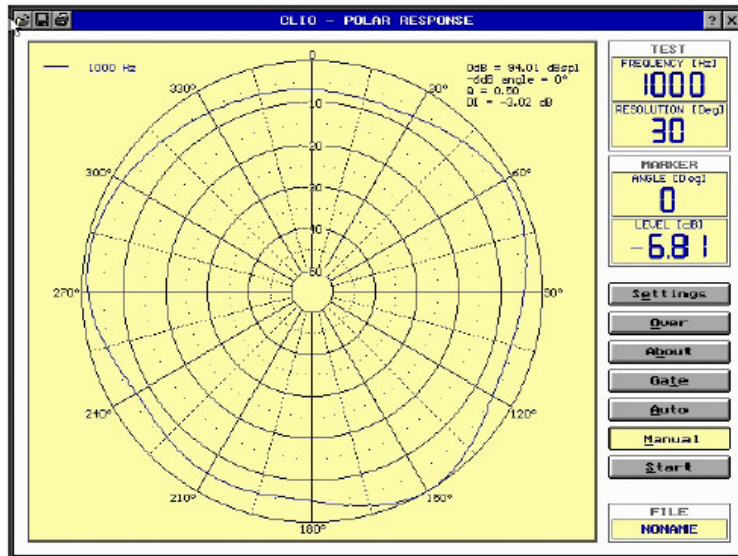 CLIO - POLAR RESPONSE
? X
1000 Hz
0dB = 94.01 dBspl
-6dB angle = 0°
Q = 0.50
DI = -3.02 dB
0
330°
30°
10
300°
60°
20
30
40
50
270°
90°
240°
120°
210°
150°
180°
TEST
FREQUENCY [Hz]
1000
RESOLUTION [Deg]
30
MARKER
ANGLE [Deg]
0
LEVEL [dB]
-6.81
Settings
Over
About
Gate
Auto
Manual
Start
FILE
NONAME